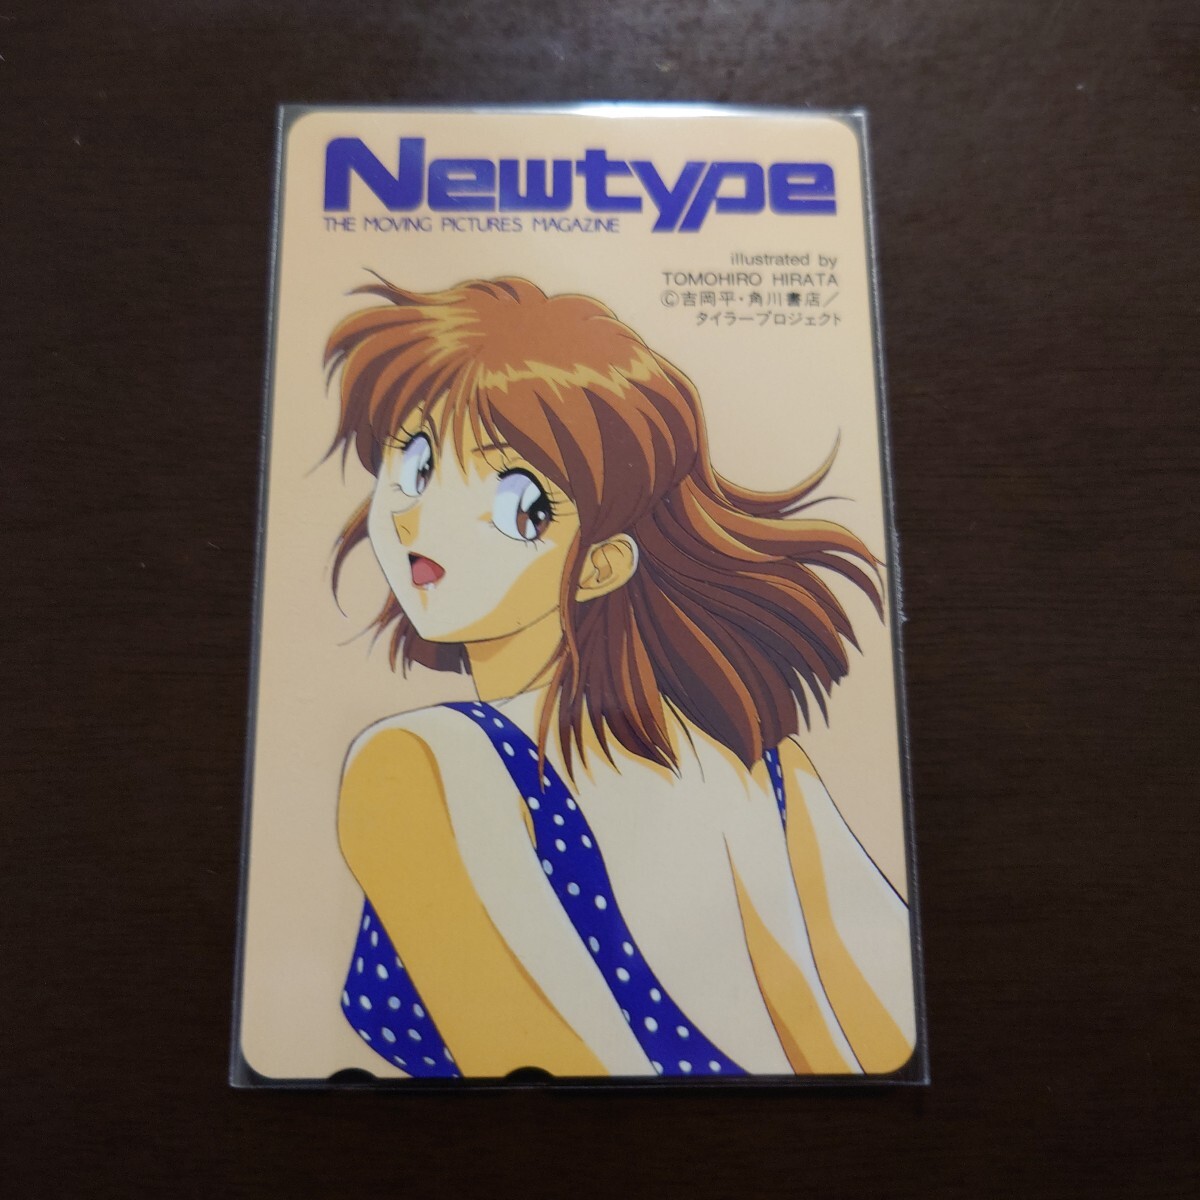 Newtype
THE MOVING PICTURES MAGAZINE
illustrated by
TOMOHIRO HIRATA
©吉岡平・角川書店/
タイラープロジェクト